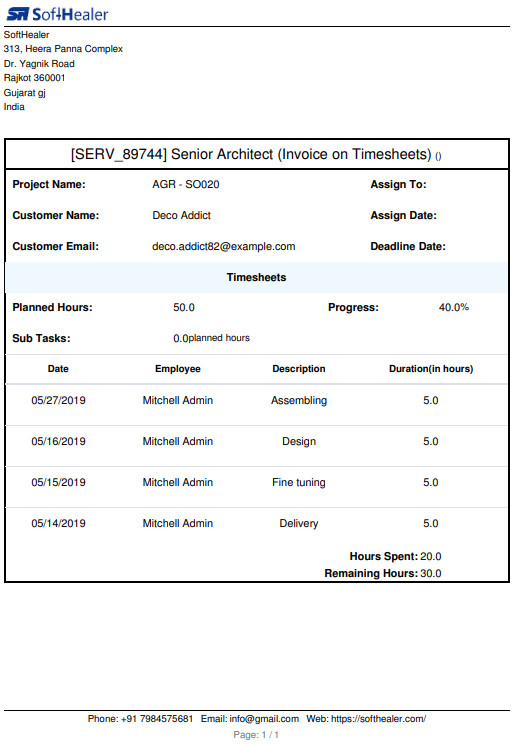 SoftHealer
SoftHealer
313, Heera Panna Complex
Dr. Yagnik Road
Rajkot 360001
Gujarat gj
India
[SERV_89744] Senior Architect (Invoice on Timesheets) ()
Project Name: AGR - SO020 Assign To:
Customer Name: Deco Addict Assign Date:
Customer Email: deco.addict82@example.com Deadline Date:
Timesheets
Planned Hours: 50.0 Progress: 40.0%
Sub Tasks: 0.0planned hours
Date Employee Description Duration(in hours)
05/27/2019 Mitchell Admin Assembling 5.0
05/16/2019 Mitchell Admin Design 5.0
05/15/2019 Mitchell Admin Fine tuning 5.0
05/14/2019 Mitchell Admin Delivery 5.0
Hours Spent: 20.0
Remaining Hours: 30.0
Phone: +91 7984575681 Email: info@gmail.com Web: https://softhealer.com/
Page: 1 / 1